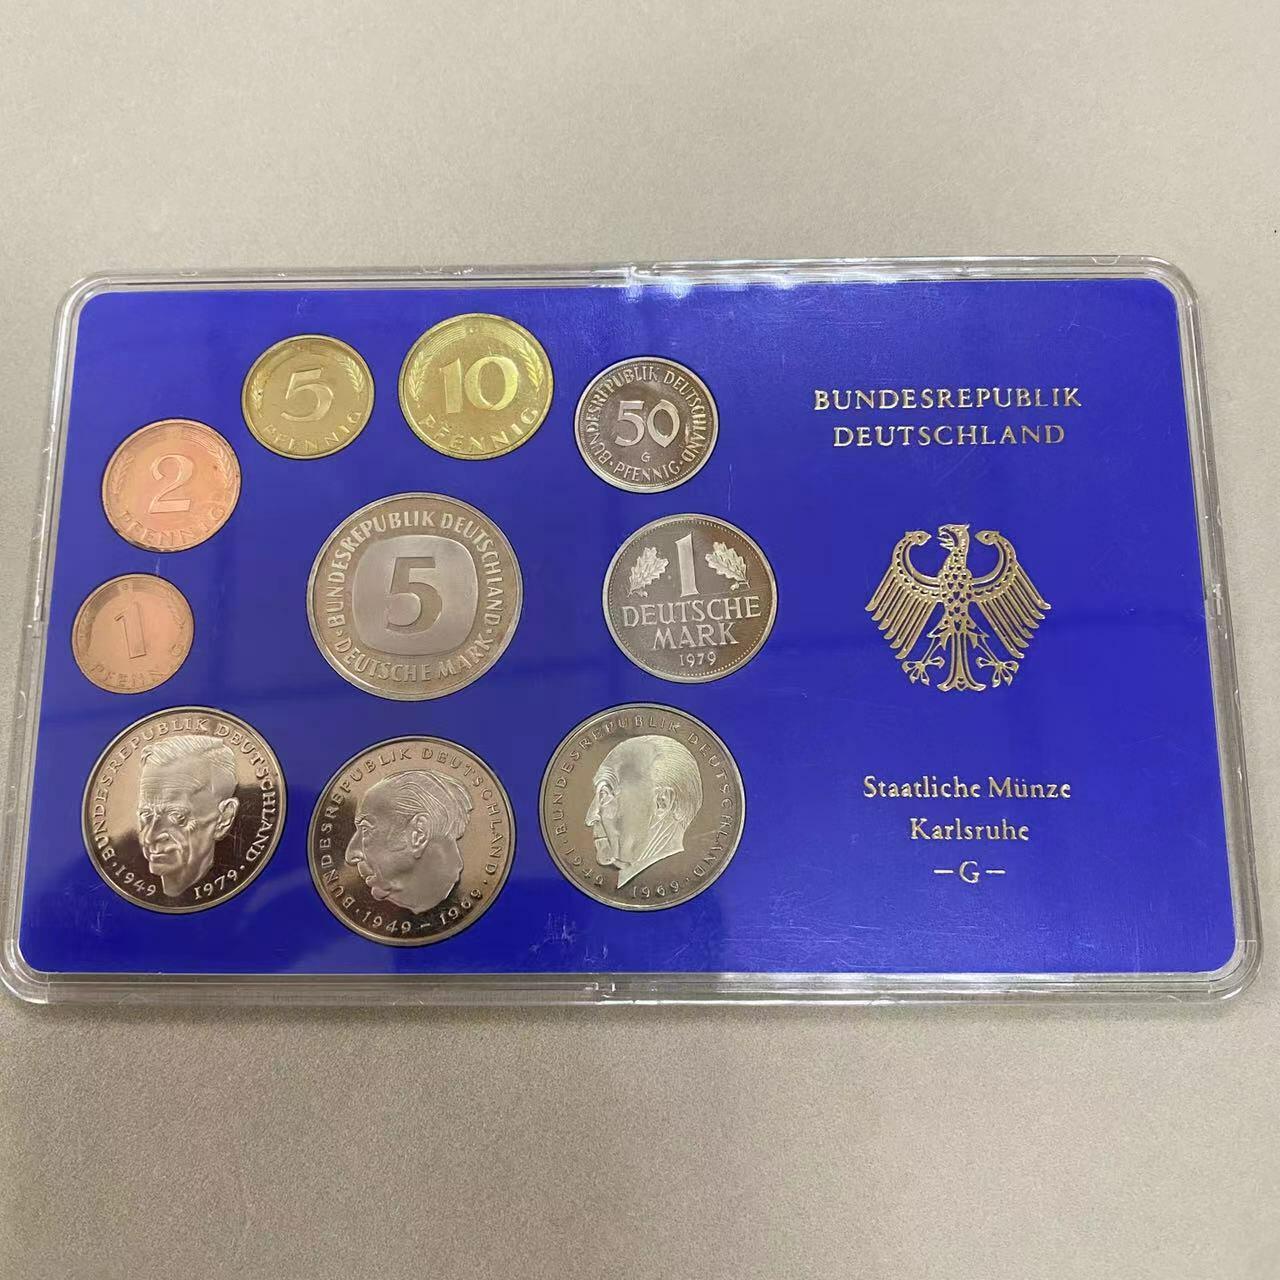 5
PFENNIG
10
PFENNIG
BUNDESREPUBLIK DEUTSCHLAND
50
G
PFENNIG
2
PFENNIG
1
PFENNIG
BUNDESREPUBLIK DEUTSCHLAND
5
DEUTSCHE MARK
1
DEUTSCHE
MARK
1979
BUNDESREPUBLIK DEUTSCHLAND
1949 1979
BUNDESREPUBLIK DEUTSCHLAND
1949 – 1969
BUNDESREPUBLIK DEUTSCHLAND
1949 1969
BUNDESREPUBLIK
DEUTSCHLAND
Staatliche Münze
Karlsruhe
– G –